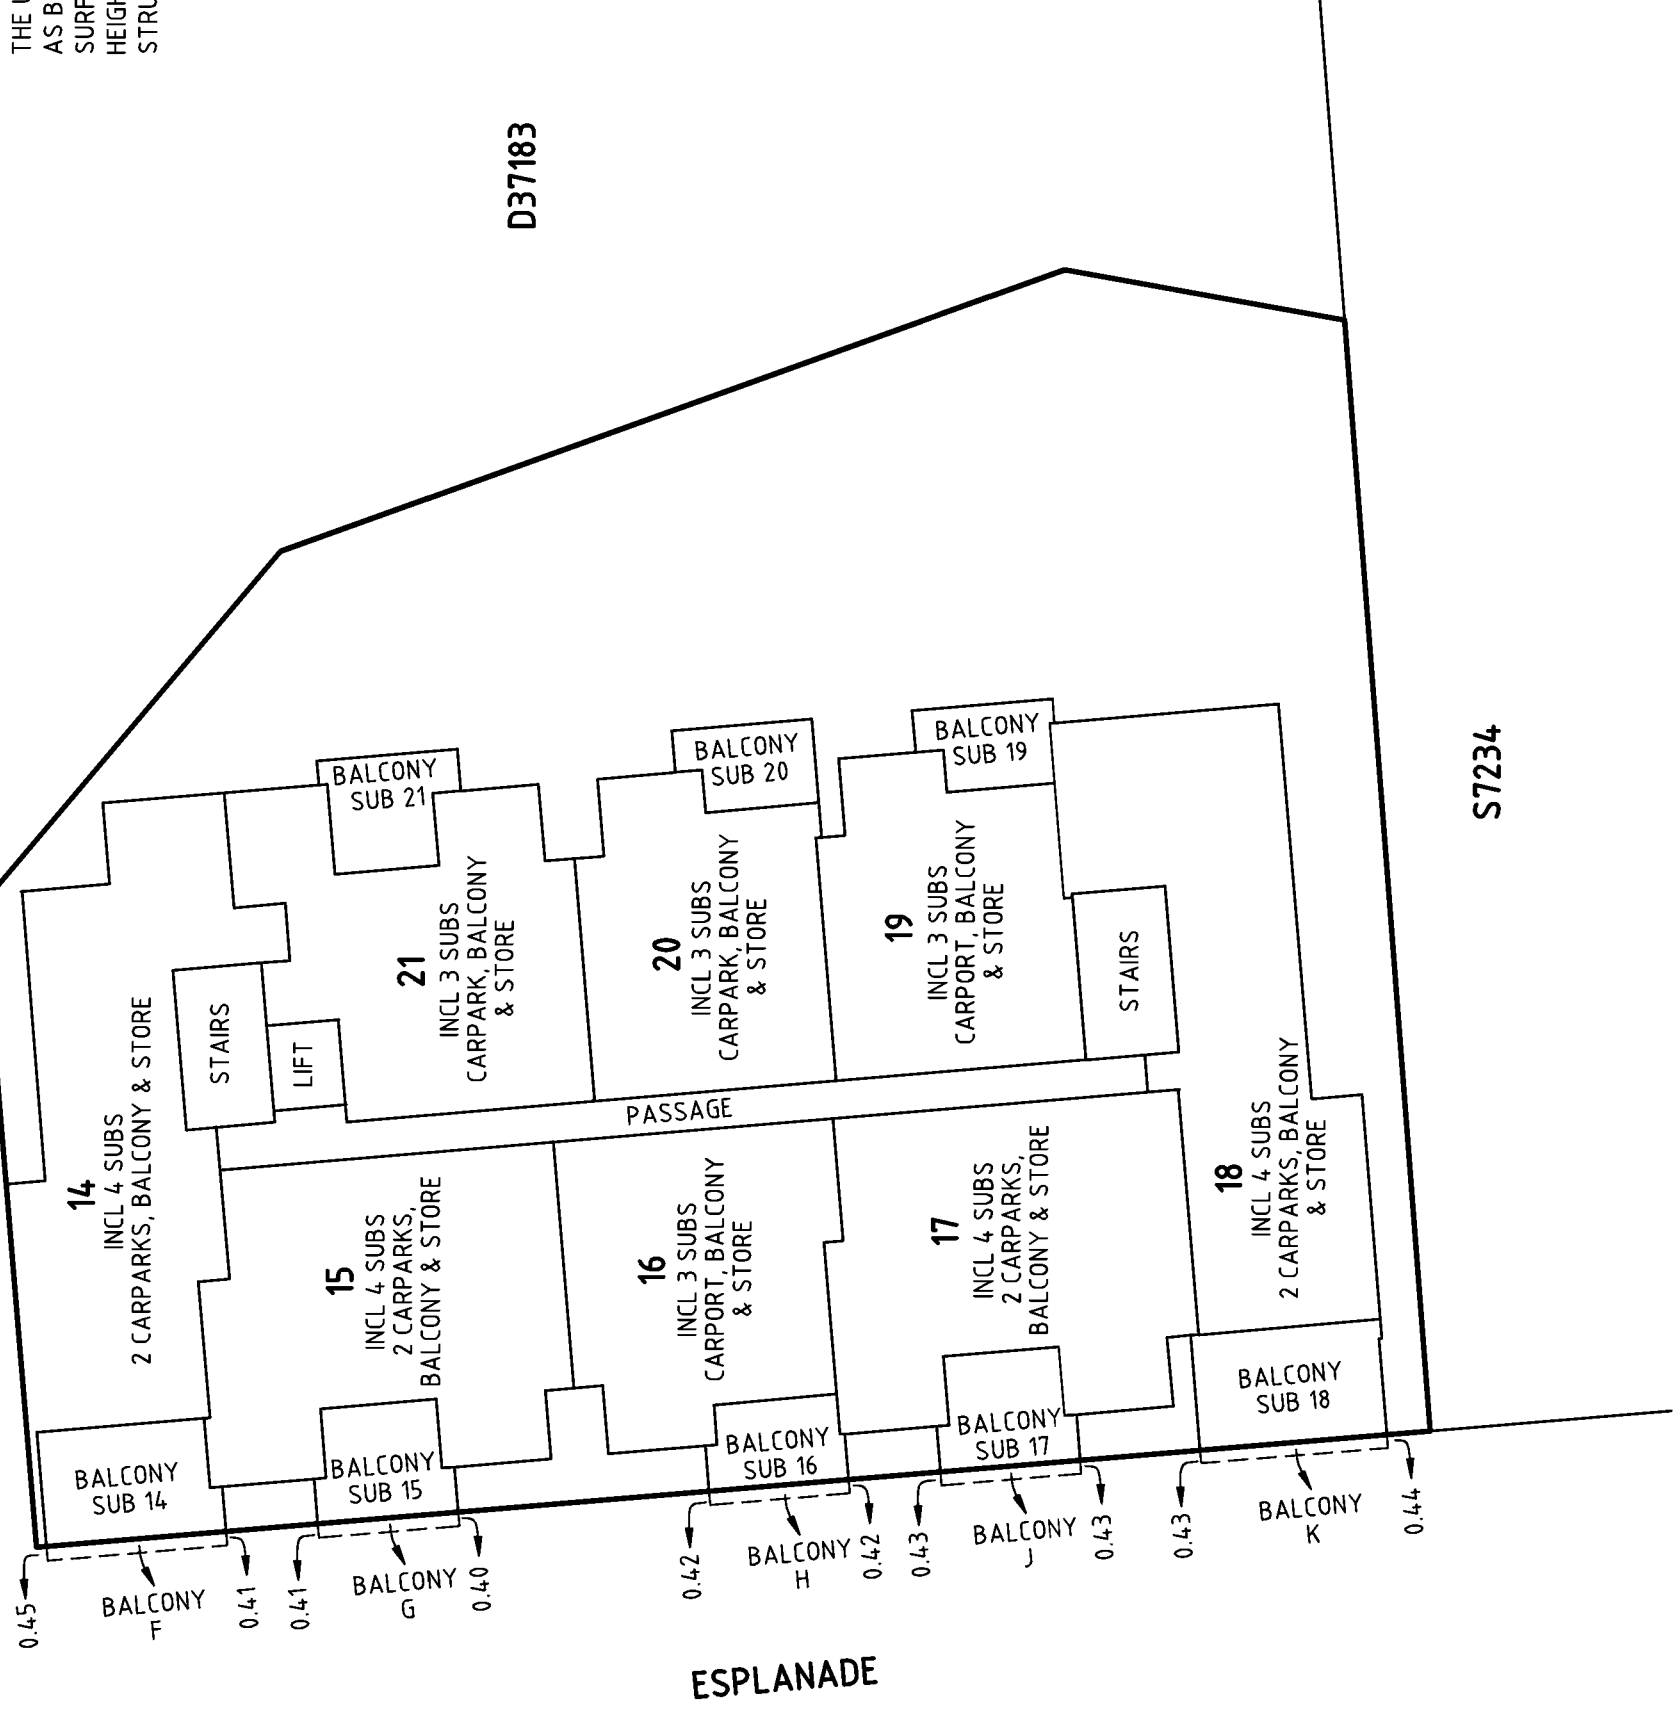 THE
AS B
SURF
HEIGH
STRU
D37183
S7234
BALCONY
SUB 21
BALCONY
SUB 20
BALCONY
SUB 19
14
INCL 4 SUBS
2 CARPARKS, BALCONY & STORE
STAIRS
LIFT
21
INCL 3 SUBS
CARPARK, BALCONY
& STORE
20
INCL 3 SUBS
CARPARK, BALCONY
& STORE
19
INCL 3 SUBS
CARPORT, BALCONY
& STORE
STAIRS
PASSAGE
15
INCL 4 SUBS
2 CARPARKS,
BALCONY & STORE
16
INCL 3 SUBS
CARPORT, BALCONY
& STORE
17
INCL 4 SUBS
2 CARPARKS,
BALCONY & STORE
18
INCL 4 SUBS
2 CARPARKS, BALCONY
& STORE
BALCONY
SUB 14
BALCONY
SUB 15
BALCONY
SUB 16
BALCONY
SUB 17
BALCONY
SUB 18
0.45
BALCONY
F
0.41
0.41
BALCONY
G
0.40
0.42
BALCONY
H
0.42
0.43
BALCONY
J
0.43
0.43
BALCONY
K
0.44
ESPLANADE